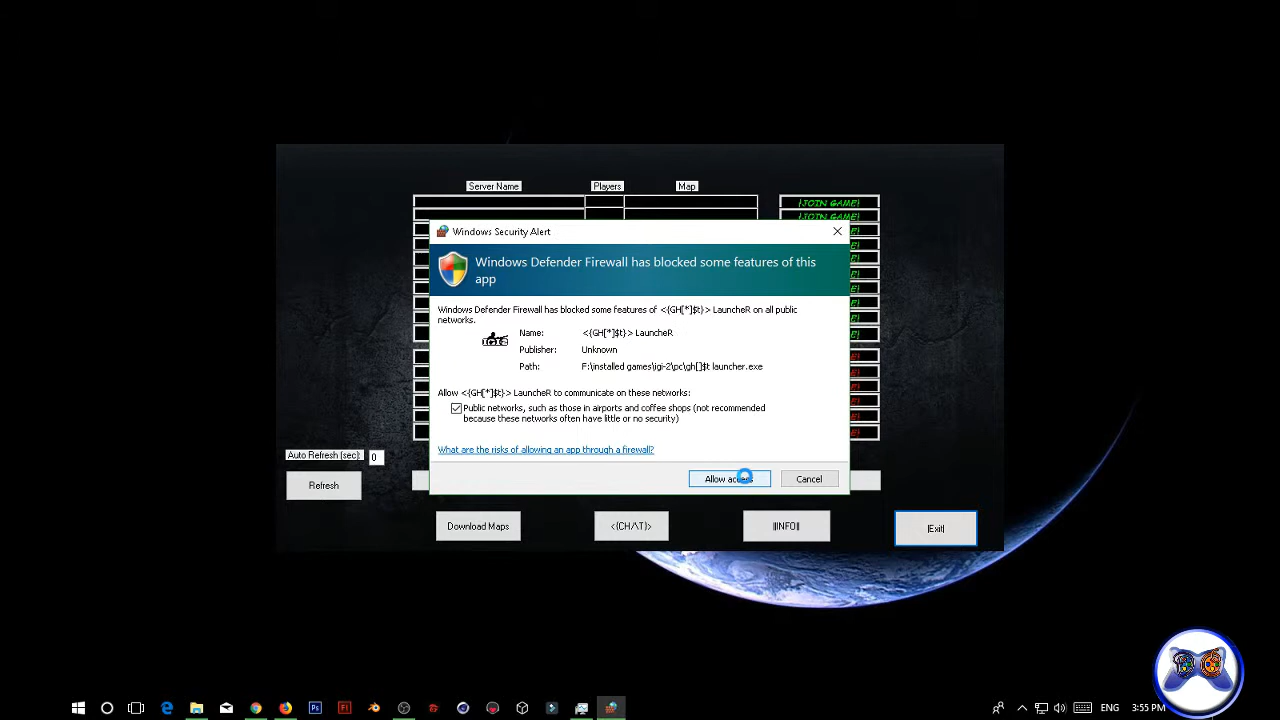 Server Name
Players
Map
|JOIN GAME|
|JOIN GAME|
Windows Security Alert
Windows Defender Firewall has blocked some features of this
app
Windows Defender Firewall has blocked some features of <{GH[*]$t}> LauncheR on all public
networks.
Name: <{GH[*]$t}> LauncheR
Publisher: Unknown
Path: F:\installed games\igi-2\pc\gh[]$t launcher.exe
Allow <{GH[*]$t}> LauncheR to communicate on these networks:
Public networks, such as those in airports and coffee shops (not recommended
because these networks often have little or no security)
What are the risks of allowing an app through a firewall?
Allow access
Cancel
Auto Refresh (sec): 0
Refresh
Download Maps
<{CH/\T}>
|Exit|
ENG
3:55 PM